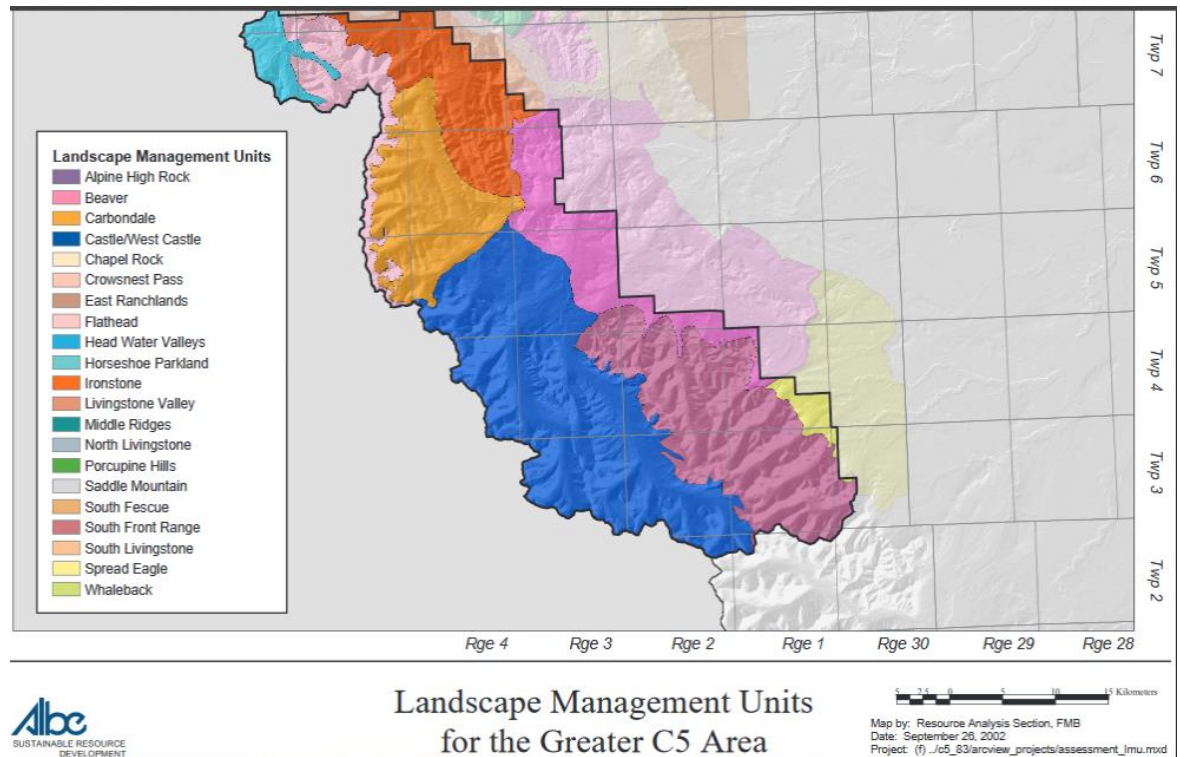 Twp 7
Twp 6
Twp 5
Twp 4
Twp 3
Twp 2
Landscape Management Units
Alpine High Rock
Beaver
Carbondale
Castle/West Castle
Chapel Rock
Crowsnest Pass
East Ranchlands
Flathead
Head Water Valleys
Horseshoe Parkland
Ironstone
Livingstone Valley
Middle Ridges
North Livingstone
Porcupine Hills
Saddle Mountain
South Fescue
South Front Range
South Livingstone
Spread Eagle
Whaleback
Rge 4 Rge 3 Rge 2 Rge 1 Rge 30 Rge 29 Rge 28
SUSTAINABLE RESOURCE
DEVELOPMENT
Landscape Management Units
for the Greater C5 Area
5 2.5 0 5 10 15 Kilometers
Map by: Resource Analysis Section, FMB
Date: September 26, 2002
Project: (f) ../c5_83/arcview_projects/assessment_lmu.mxd